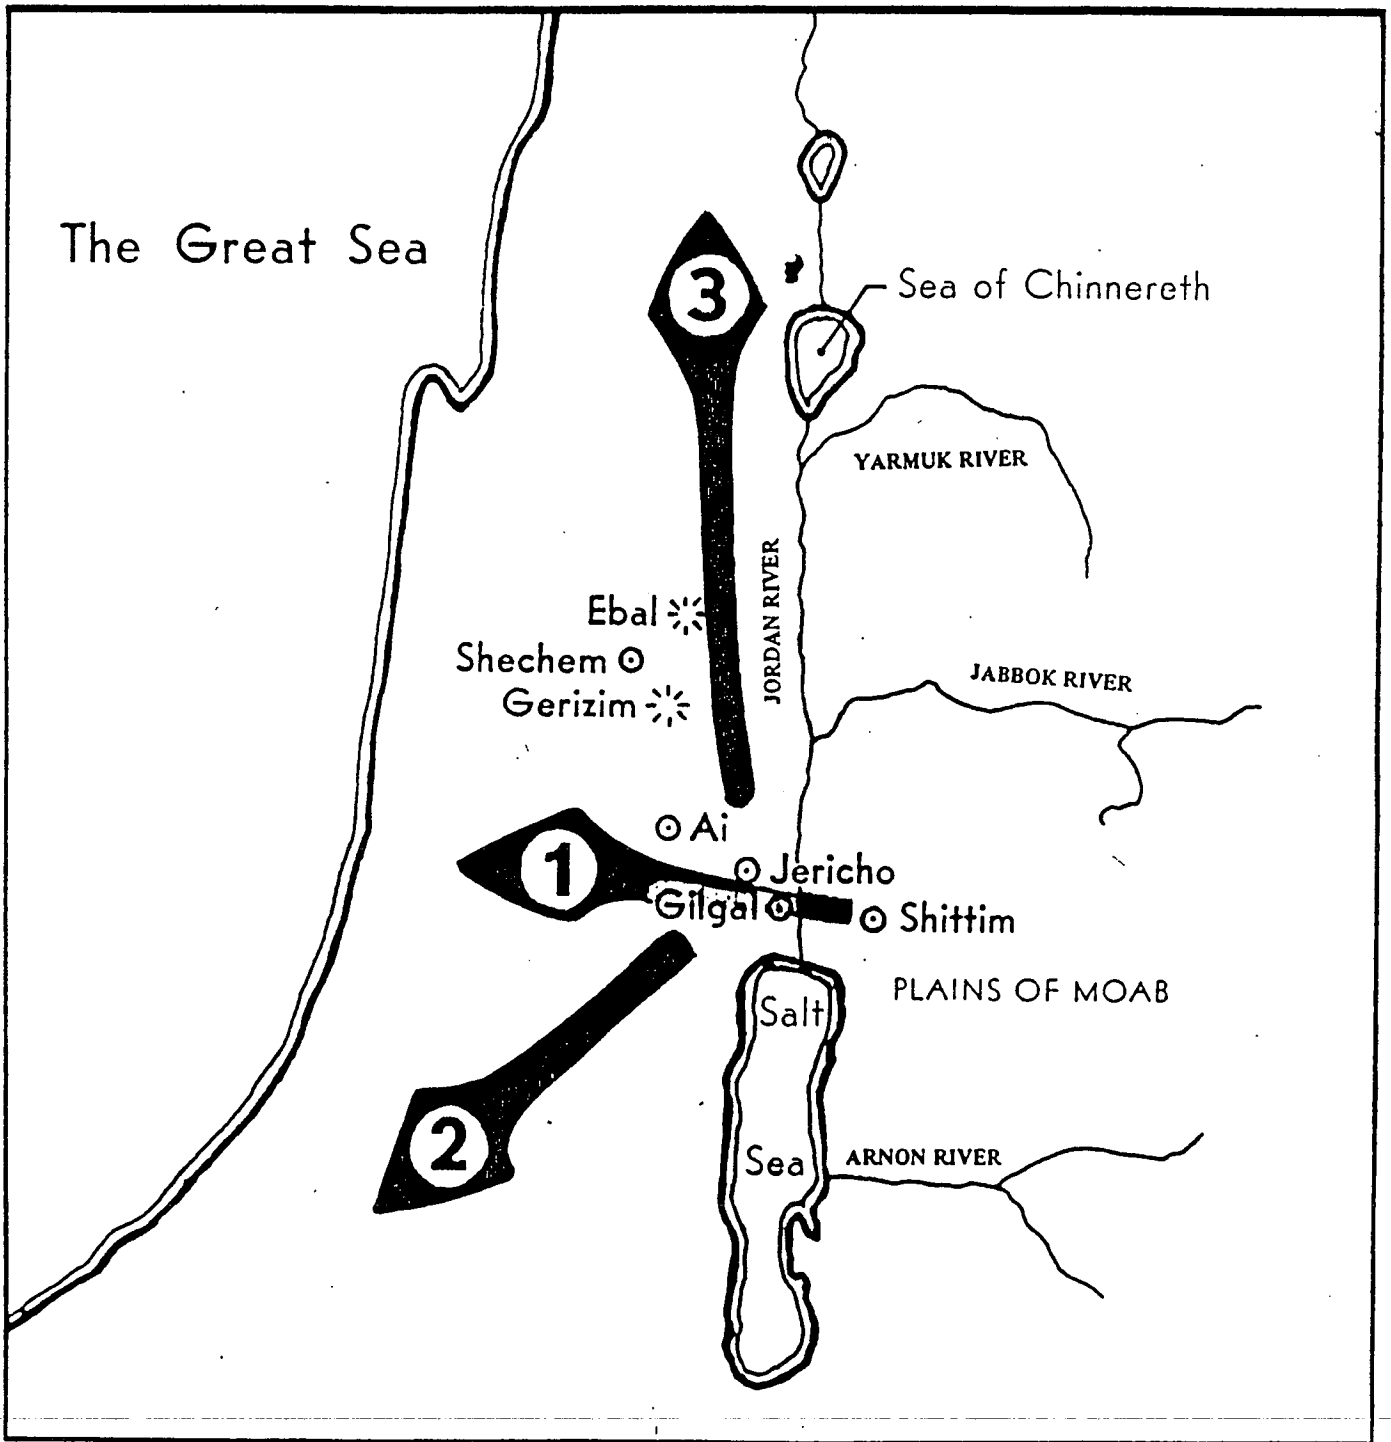 The Great Sea
3
Sea of Chinnereth
YARMUK RIVER
JORDAN RIVER
Ebal
Shechem
Gerizim
JABBOK RIVER
Ai
1
Jericho
Gilgal
Shittim
PLAINS OF MOAB
Salt
Sea
2
ARNON RIVER